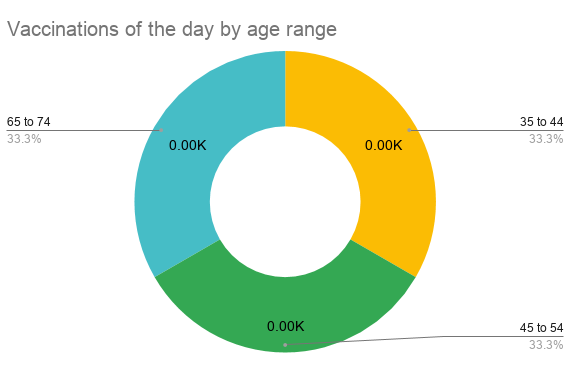 Vaccinations of the day by age range
65 to 74
33.3%
35 to 44
33.3%
0.00K
0.00K
0.00K
45 to 54
33.3%